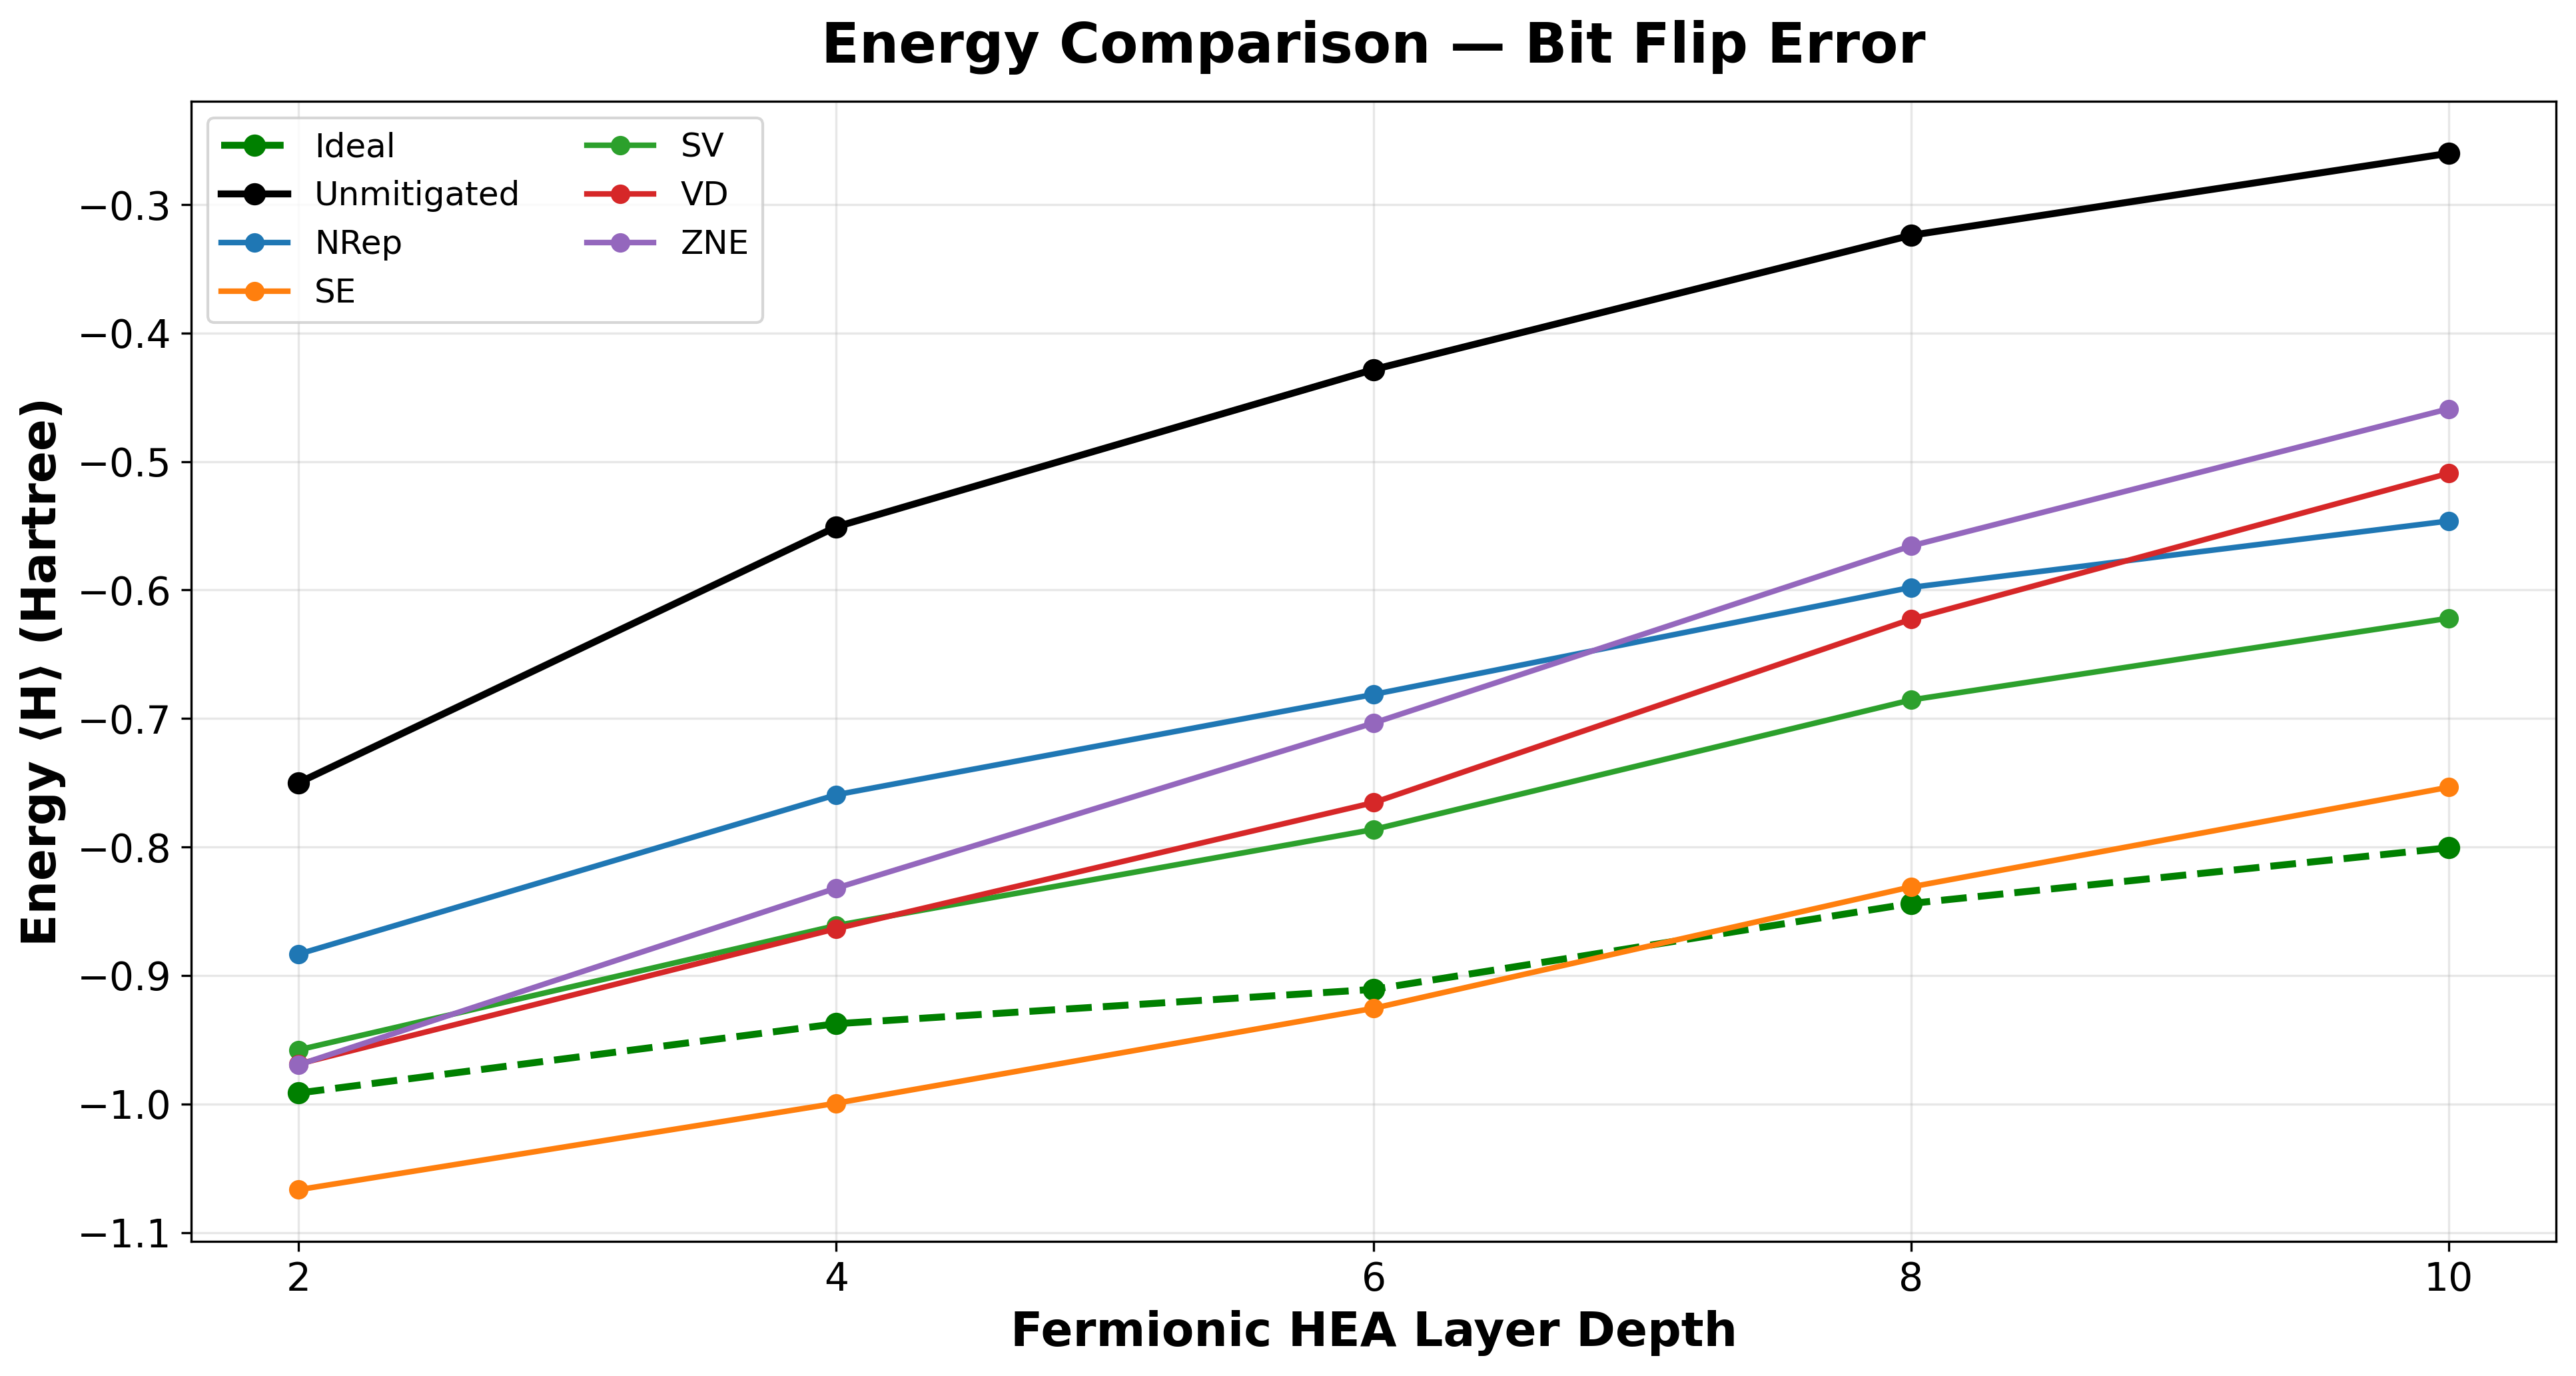 Energy Comparison — Bit Flip Error
Ideal
Unmitigated
NRep
SE
SV
VD
ZNE
Energy ⟨H⟩ (Hartree)
−0.3
−0.4
−0.5
−0.6
−0.7
−0.8
−0.9
−1.0
−1.1
2 4 6 8 10
Fermionic HEA Layer Depth